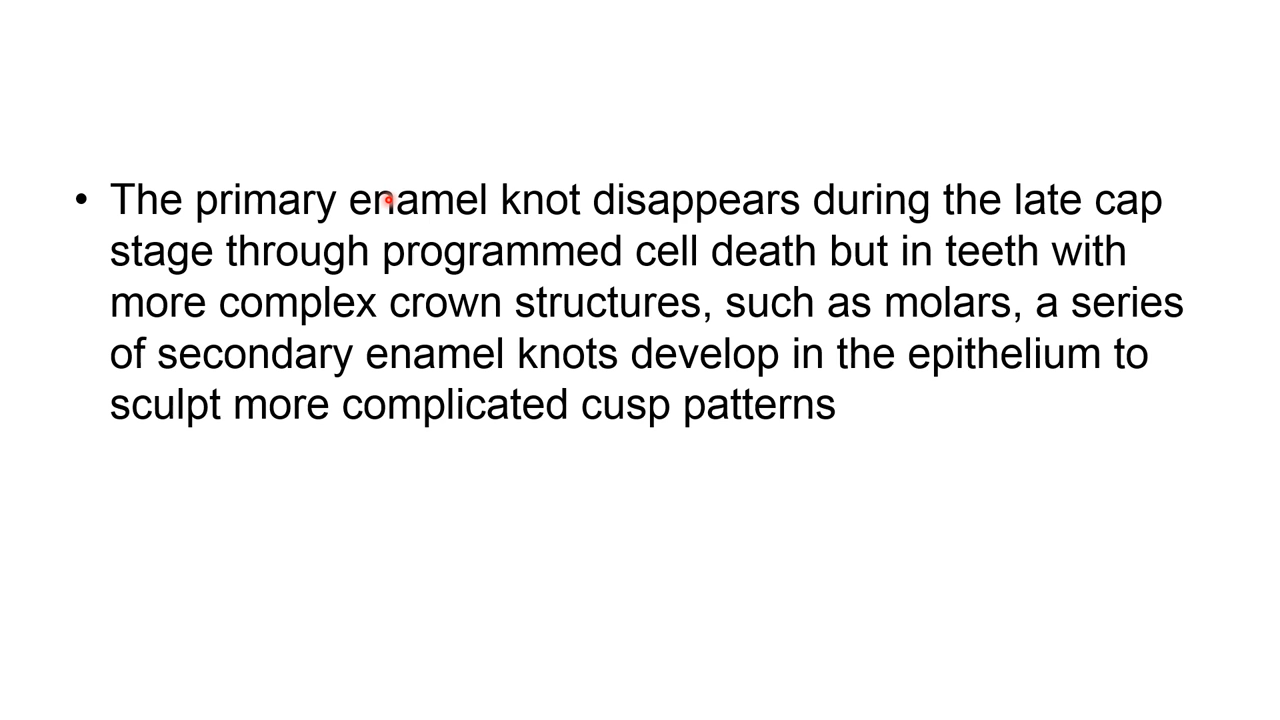 • The primary enamel knot disappears during the late cap
stage through programmed cell death but in teeth with
more complex crown structures, such as molars, a series
of secondary enamel knots develop in the epithelium to
sculpt more complicated cusp patterns